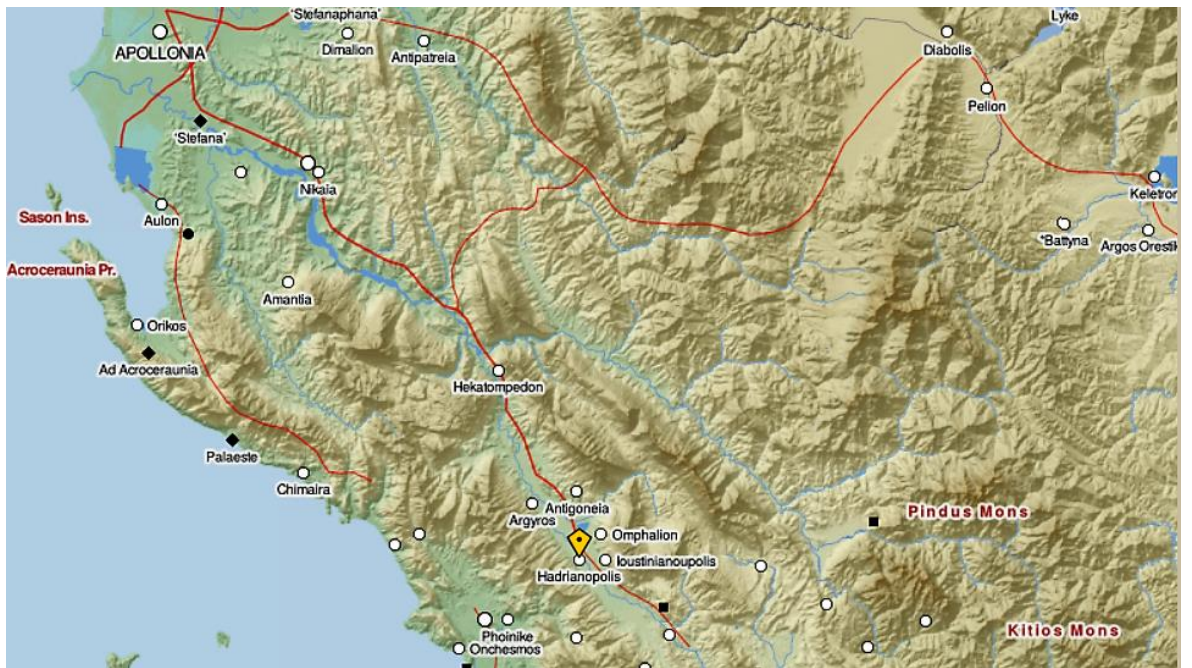 'Stefanaphana'
Lyke
APOLLONIA
Dimalion
Antipatreia
Diabolis
Pelion
'Stefana'
Nikaia
Keletron
Sason Ins.
Aulon
*Battyna
Argos Orestik
Acroceraunia Pr.
Amantia
Orikos
Ad Acroceraunia
Hekatompedon
Palaeste
Chimaira
Antigoneia
Argyros
Pindus Mons
Omphalion
Ioustinianoupolis
Hadrianopolis
Phoinike
Onchesmos
Kitios Mons